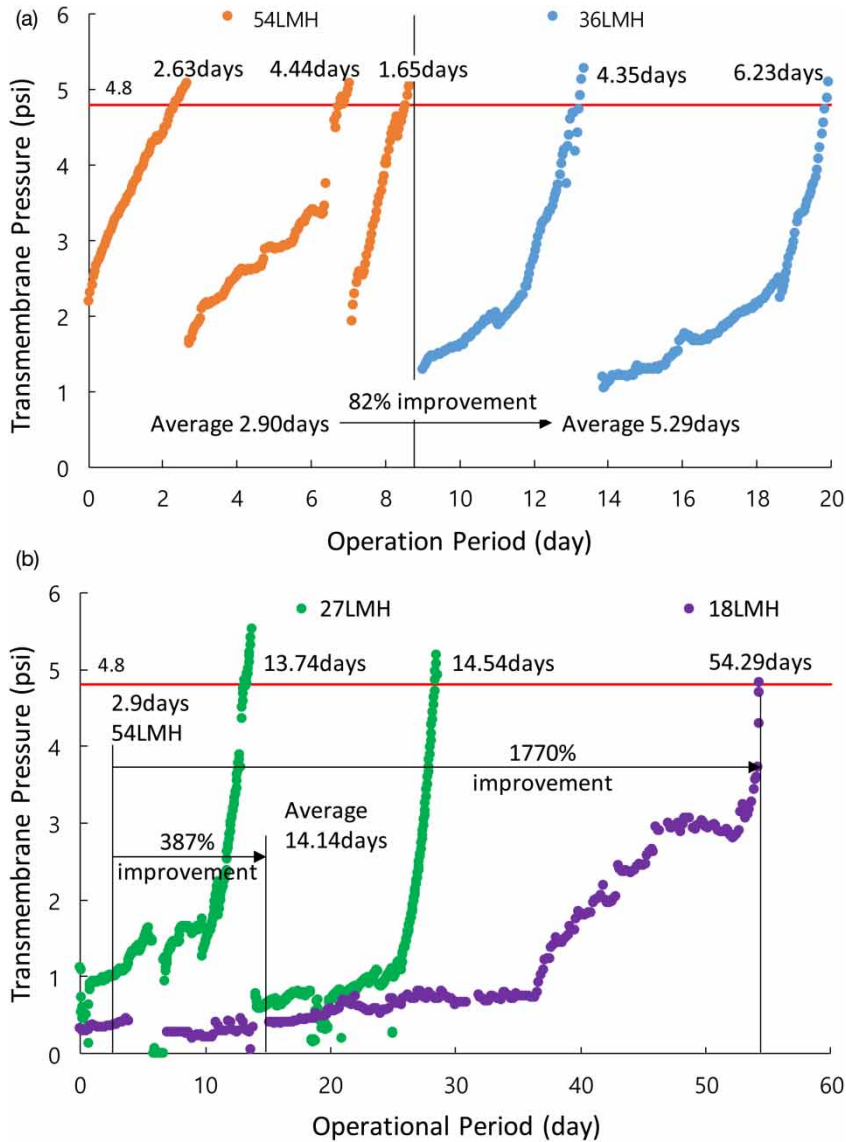 (a)
54LMH
36LMH
2.63days
4.44days
1.65days
4.35days
6.23days
4.8
82% improvement
Average 2.90days
Average 5.29days
Transmembrane Pressure (psi)
6
5
4
3
2
1
0
0
2
4
6
8
10
12
14
16
18
20
Operation Period (day)
(b)
27LMH
18LMH
13.74days
14.54days
54.29days
4.8
2.9days
54LMH
1770%
improvement
Average
14.14days
387%
improvement
Transmembrane Pressure (psi)
6
5
4
3
2
1
0
0
10
20
30
40
50
60
Operational Period (day)